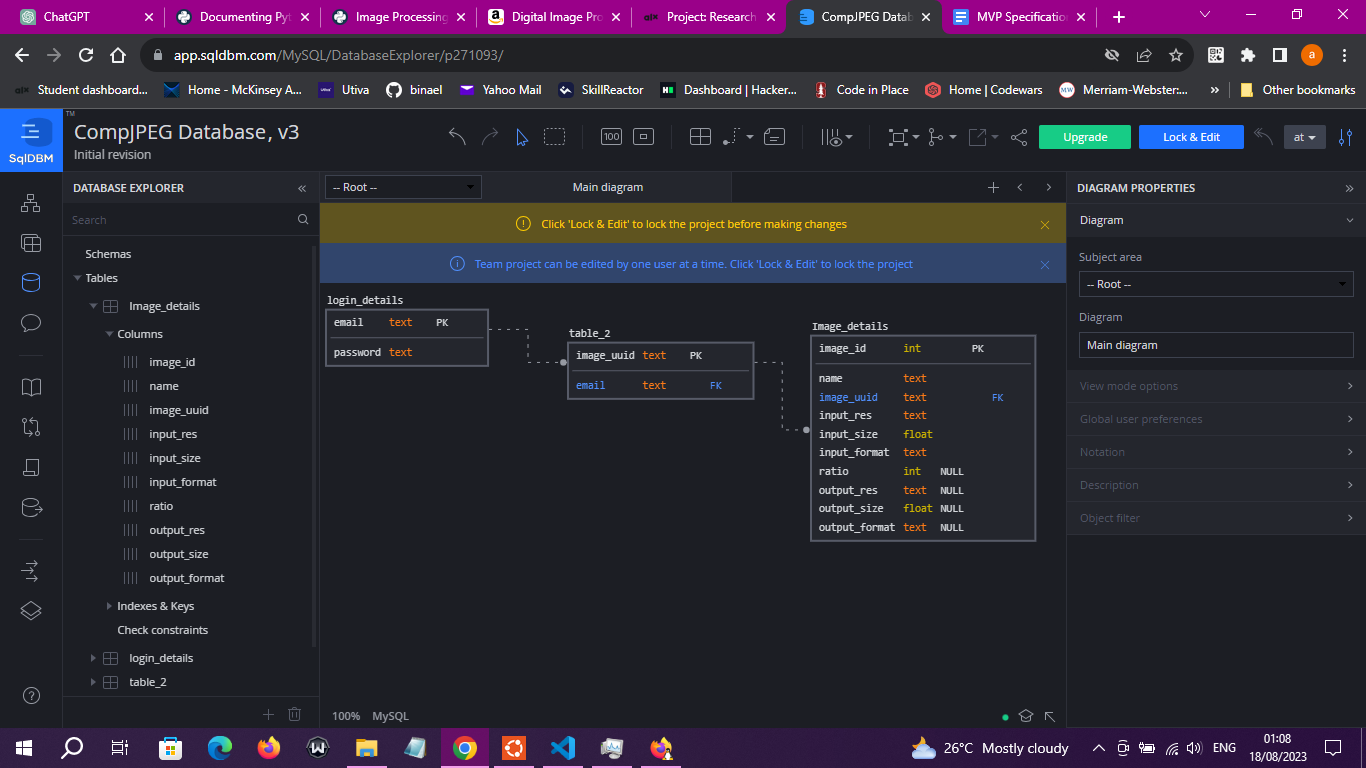 ChatGPT
Documenting Pyt
Image Processing
Digital Image Pro
Project: Research
CompJPEG Datab
MVP Specificatio
app.sqldbm.com/MySQL/DatabaseExplorer/p271093/
a
Student dashboard...
Home - McKinsey A...
Utiva
binael
Yahoo Mail
SkillReactor
Dashboard | Hacker...
Code in Place
Home | Codewars
Merriam-Webster:...
»
Other bookmarks
SqlDBM
TM
CompJPEG Database, v3
Initial revision
100
Upgrade
Lock & Edit
at
DATABASE EXPLORER
Search
Schemas
Tables
Image_details
Columns
image_id
name
image_uuid
input_res
input_size
input_format
ratio
output_res
output_size
output_format
Indexes & Keys
Check constraints
login_details
table_2
-- Root --
Main diagram
Click 'Lock & Edit' to lock the project before making changes
Team project can be edited by one user at a time. Click 'Lock & Edit' to lock the project
login_details
email text PK
password text
table_2
image_uuid text PK
email text FK
Image_details
image_id int PK
name text
image_uuid text FK
input_res text
input_size float
input_format text
ratio int NULL
output_res text NULL
output_size float NULL
output_format text NULL
100% MySQL
DIAGRAM PROPERTIES
Diagram
Subject area
-- Root --
Diagram
Main diagram
View mode options
Global user preferences
Notation
Description
Object filter
26°C Mostly cloudy
ENG
01:08
18/08/2023